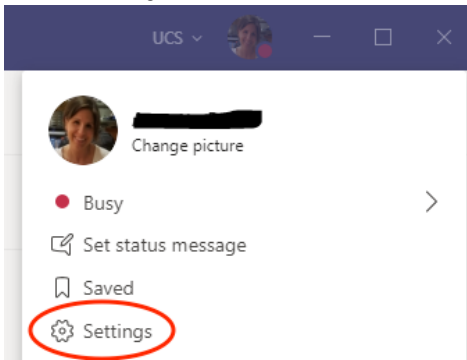 UCS
Change picture
Busy
Set status message
Saved
Settings